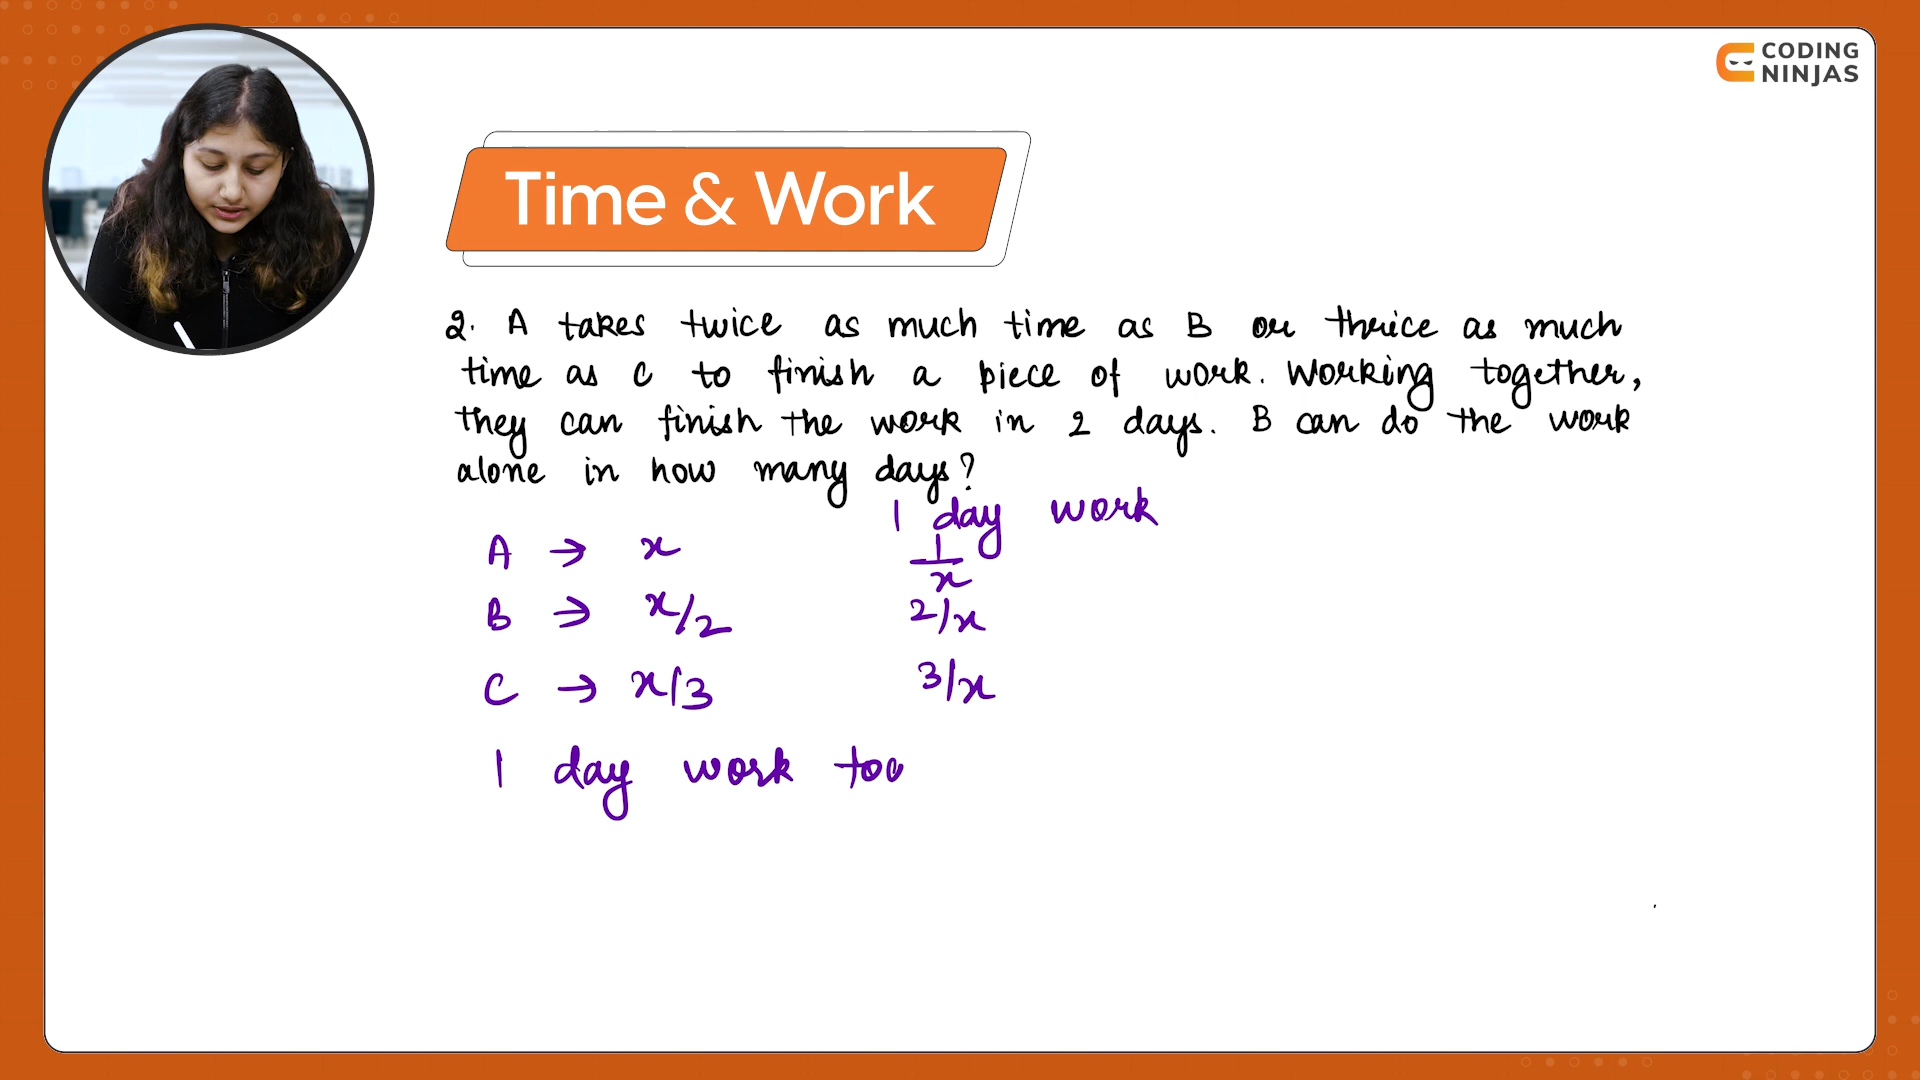 CODING
NINJAS
Time & Work
2. A takes twice as much time as B or thrice as much
time as C to finish a piece of work. Working together,
they can finish the work in 2 days. B can do the work
alone in how many days?
1 day work
A → x 1/x
B → x/2 2/x
C → x/3 3/x
1 day work too